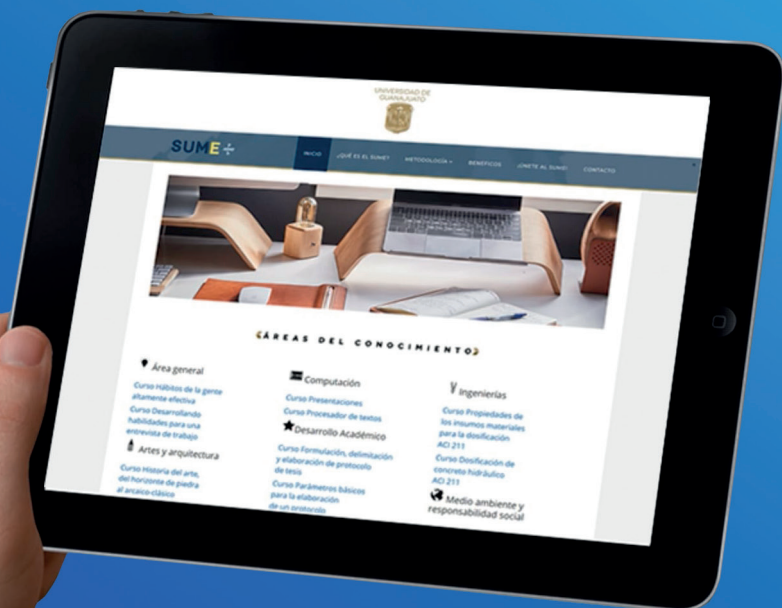 UNIVERSIDAD DE
GUANAJUATO
SUME+
INICIO
¿QUÉ ES EL SUME?
METODOLOGÍA
BENEFICOS
¡ÚNETE AL SUME!
CONTACTO
ÁREAS DEL CONOCIMIENTO
Área general
Curso Hábitos de la gente
altamente efectiva
Curso Desarrollando
habilidades para una
entrevista de trabajo
Artes y arquitectura
Curso Historia del arte,
del horizonte de piedra
al arcaico-clásico
Computación
Curso Presentaciones
Curso Procesador de textos
Desarrollo Académico
Curso Formulación, delimitación
y elaboración de protocolo
de tesis
Curso Parámetros básicos
para la elaboración
de un protocolo
Ingenierías
Curso Propiedades de
los insumos materiales
para la dosificación
ACI 211
Curso Dosificación de
concreto hidráulico
ACI 211
Medio ambiente y
responsabilidad social